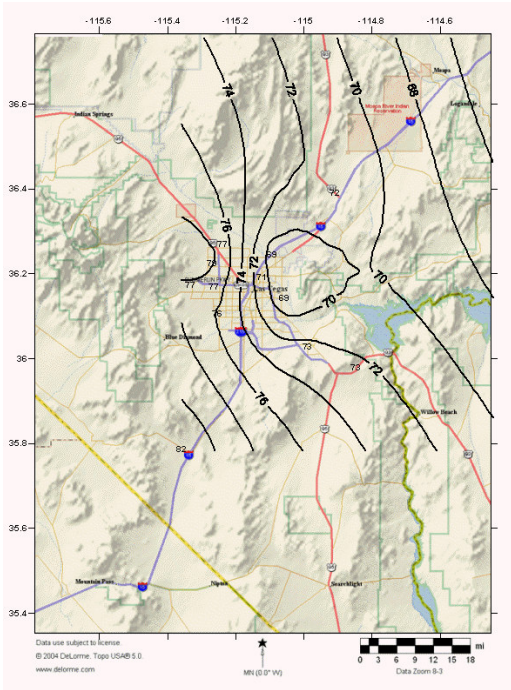 -115.4 -115.2 -115 -114.8 -114.6
36.6
36.4
36.2
36
35.8
35.6
35.4
74
72
70
68
Moapa
Moapa River Indian
Reservation
Logandale
Indian Springs
72
76
77
69
79
72
71
77
77
74
Las Vegas
69
70
70
76
Blue Diamond
73
73
72
76
Willow Beach
82
Mountain Pass
Nipton
Searchlight
Data use subject to license.
© 2004 DeLorme. Topo USA® 5.0.
www.delorme.com
MN (0.0° W)
mi
0 3 6 9 12 15 18
Data Zoom 8-3